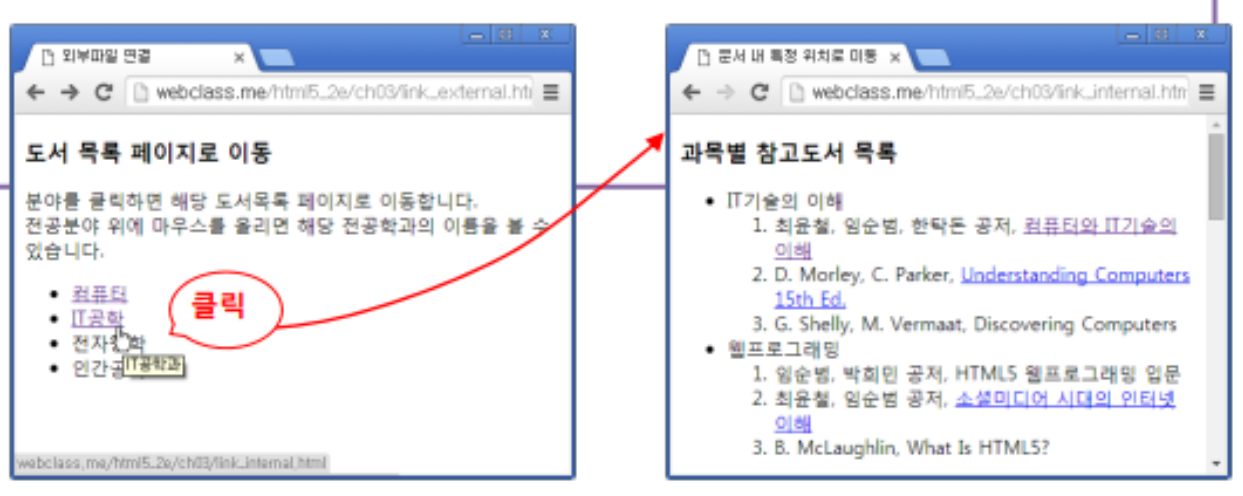 외부파일 연결
webclass.me/html5_2e/ch03/link_external.ht
도서 목록 페이지로 이동
분야를 클릭하면 해당 도서목록 페이지로 이동합니다.
전공분야 위에 마우스를 올리면 해당 전공학과의 이름을 볼 수
있습니다.
컴퓨터
IT공학
전자
인간공
IT공학과
클릭
webclass.me/html5_2e/ch03/link_internal.html
문서 내 특정 위치로 이동
webclass.me/html5_2e/ch03/link_internal.htm
과목별 참고도서 목록
IT기술의 이해
1. 최윤철, 임순범, 한탁돈 공저, 컴퓨터와 IT기술의
이해
2. D. Morley, C. Parker, Understanding Computers
15th Ed.
3. G. Shelly, M. Vermaat, Discovering Computers
웹프로그래밍
1. 임순범, 박희민 공저, HTML5 웹프로그래밍 입문
2. 최윤철, 임순범 공저, 소셜미디어 시대의 인터넷
이해
3. B. McLaughlin, What Is HTML5?